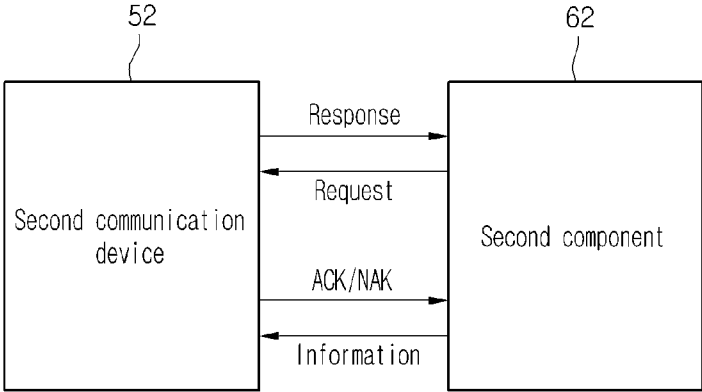 52
62
Response
Request
Second communication
device
Second component
ACK/NAK
Information